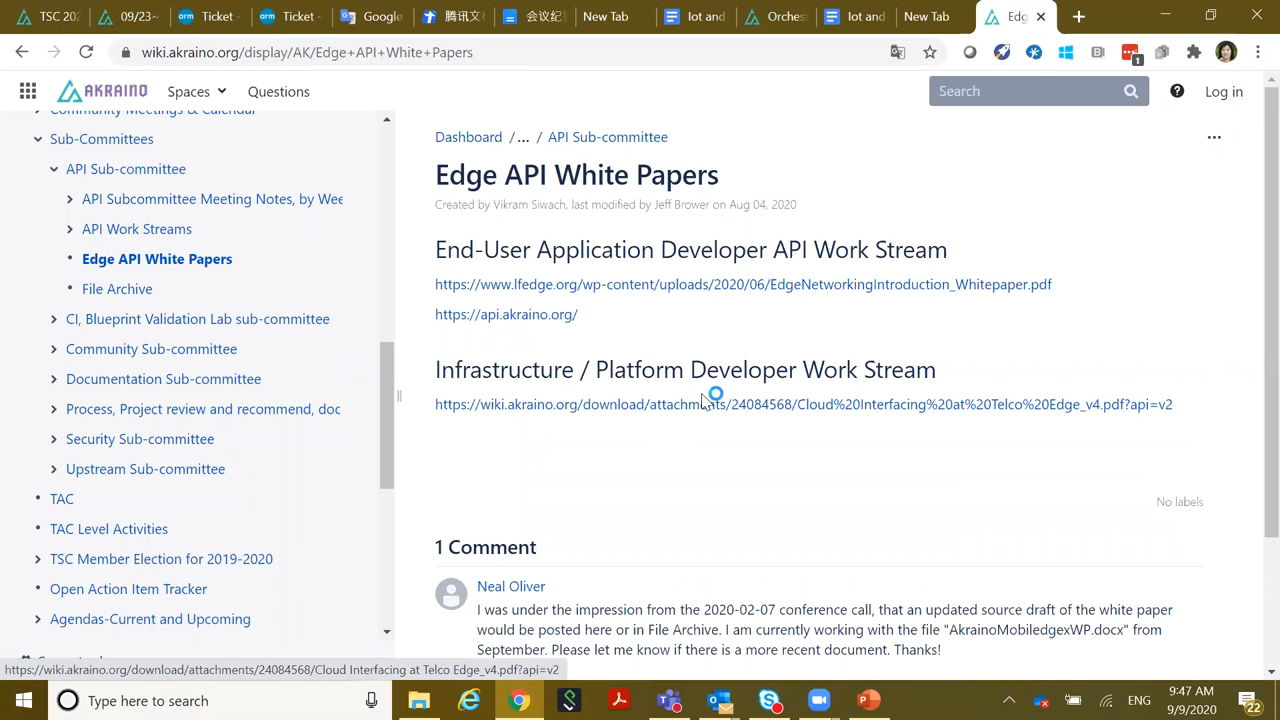 TSC 202
09/23~
arm Ticket -
arm Ticket -
Google
腾讯文
会议纪
New Tab
Iot and
Orches
Iot and
New Tab
Edg
wiki.akraino.org/display/AK/Edge+API+White+Papers
1
AKRAINO
Spaces
Questions
Search
Log in
Community Meetings & Calendar
Sub-Committees
API Sub-committee
API Subcommittee Meeting Notes, by Wee
API Work Streams
Edge API White Papers
File Archive
CI, Blueprint Validation Lab sub-committee
Community Sub-committee
Documentation Sub-committee
Process, Project review and recommend, doc
Security Sub-committee
Upstream Sub-committee
TAC
TAC Level Activities
TSC Member Election for 2019-2020
Open Action Item Tracker
Agendas-Current and Upcoming
Dashboard /... / API Sub-committee
Edge API White Papers
Created by Vikram Siwach, last modified by Jeff Brower on Aug 04, 2020
End-User Application Developer API Work Stream
https://www.lfedge.org/wp-content/uploads/2020/06/EdgeNetworkingIntroduction_Whitepaper.pdf
https://api.akraino.org/
Infrastructure / Platform Developer Work Stream
https://wiki.akraino.org/download/attachments/24084568/Cloud%20Interfacing%20at%20Telco%20Edge_v4.pdf?api=v2
No labels
1 Comment
Neal Oliver
I was under the impression from the 2020-02-07 conference call, that an updated source draft of the white paper
would be posted here or in File Archive. I am currently working with the file "AkrainoMobiledgexWP.docx" from
September. Please let me know if there is a more recent document. Thanks!
https://wiki.akraino.org/download/attachments/24084568/Cloud Interfacing at Telco Edge_v4.pdf?api=v2
Type here to search
ENG
9:47 AM
9/9/2020
22